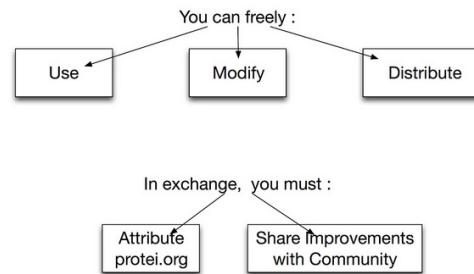 You can freely :
Use
Modify
Distribute
In exchange, you must :
Attribute
protei.org
Share Improvements
with Community